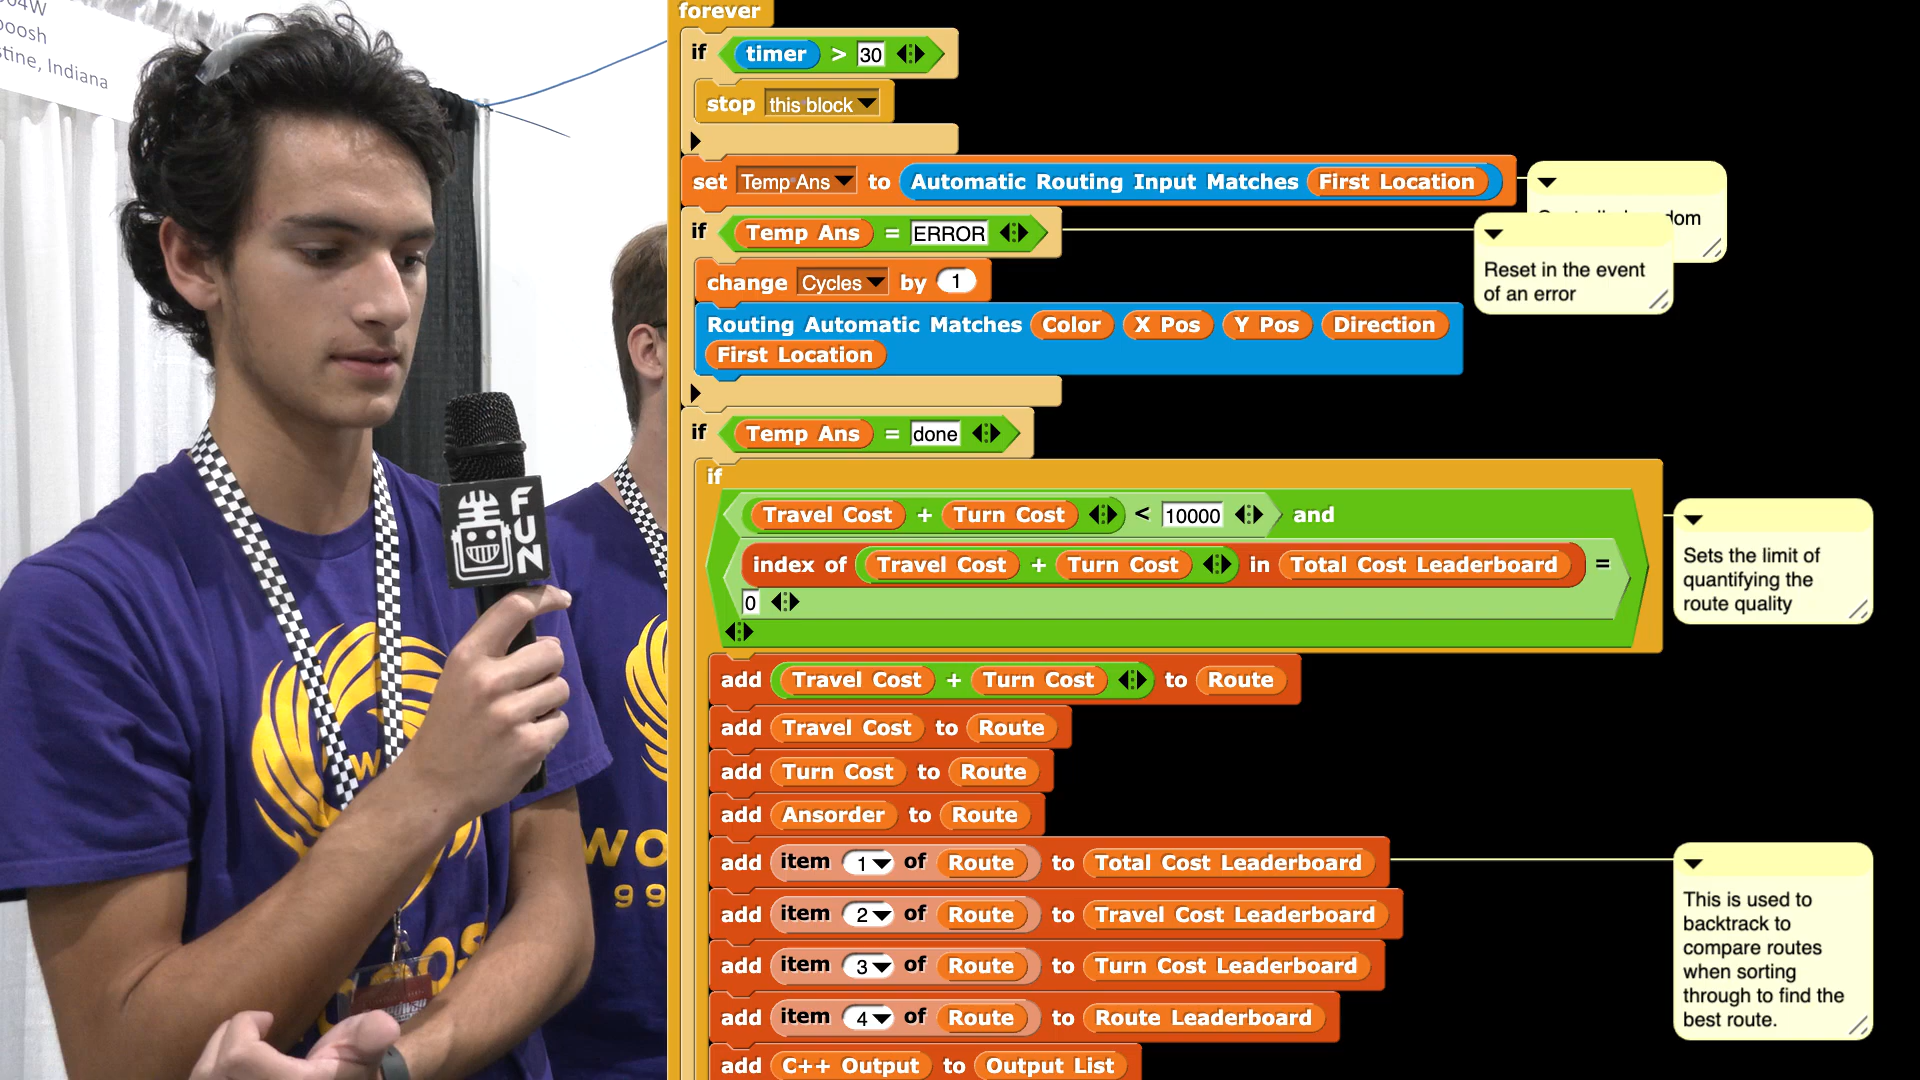 04W
oosh
stine, Indiana
FUN
W
WO
99
forever
if timer > 30
stop this block
set Temp Ans to Automatic Routing Input Matches First Location
if Temp Ans = ERROR
Reset in the event
of an error
change Cycles by 1
Routing Automatic Matches Color X Pos Y Pos Direction
First Location
if Temp Ans = done
if
Travel Cost + Turn Cost < 10000 and
index of Travel Cost + Turn Cost in Total Cost Leaderboard =
0
Sets the limit of
quantifying the
route quality
add Travel Cost + Turn Cost to Route
add Travel Cost to Route
add Turn Cost to Route
add Ansorder to Route
add item 1 of Route to Total Cost Leaderboard
This is used to
backtrack to
compare routes
when sorting
through to find the
best route.
add item 2 of Route to Travel Cost Leaderboard
add item 3 of Route to Turn Cost Leaderboard
add item 4 of Route to Route Leaderboard
add C++ Output to Output List